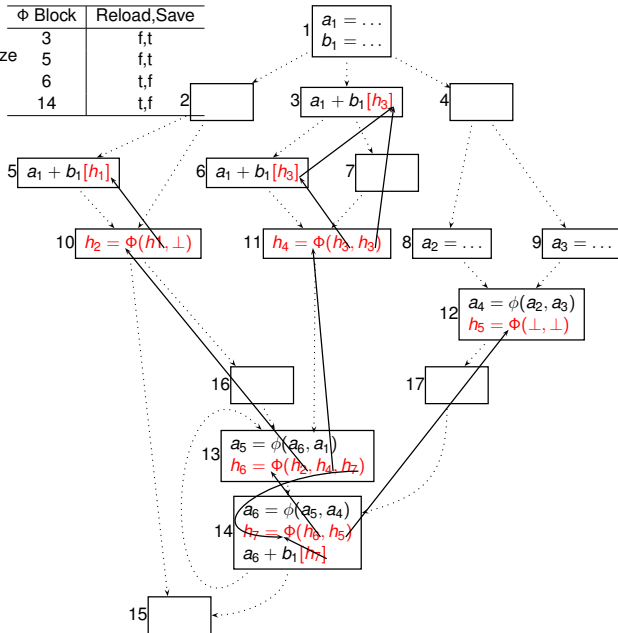 Φ Block Reload,Save
3 f,t
ze
5 f,t
6 t,f
14 t,f
1 a₁ = …
b₁ = …
2
3 a₁ + b₁[h₃]
4
5 a₁ + b₁[h₁]
6 a₁ + b₁[h₃]
7
10 h₂ = Φ(h1, ⊥)
11 h₄ = Φ(h₃, h₃)
8 a₂ = …
9 a₃ = …
12 a₄ = ϕ(a₂, a₃)
h₅ = Φ(⊥, ⊥)
16
17
13 a₅ = ϕ(a₆, a₁)
h₆ = Φ(h₂, h₄, h₇)
14 a₆ = ϕ(a₅, a₄)
h₇ = Φ(h₆, h₅)
a₆ + b₁[h₇]
15